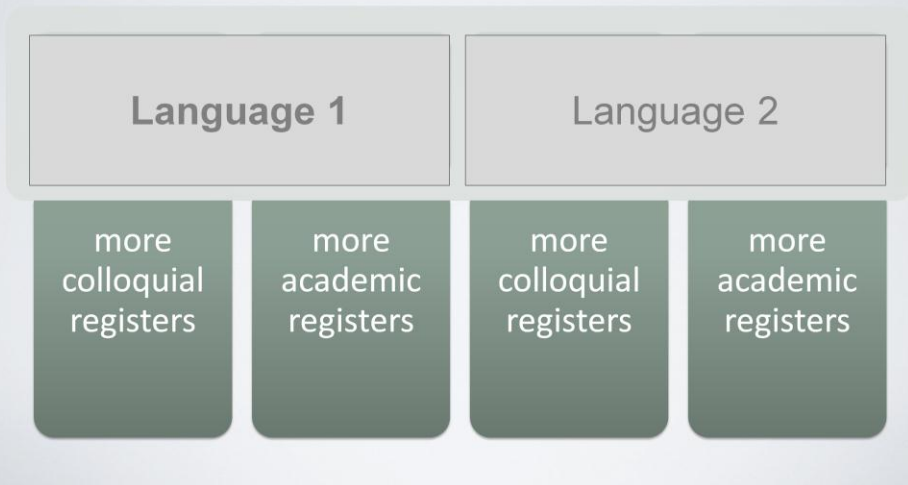 Language 1
Language 2
more
colloquial
registers
more
academic
registers
more
colloquial
registers
more
academic
registers